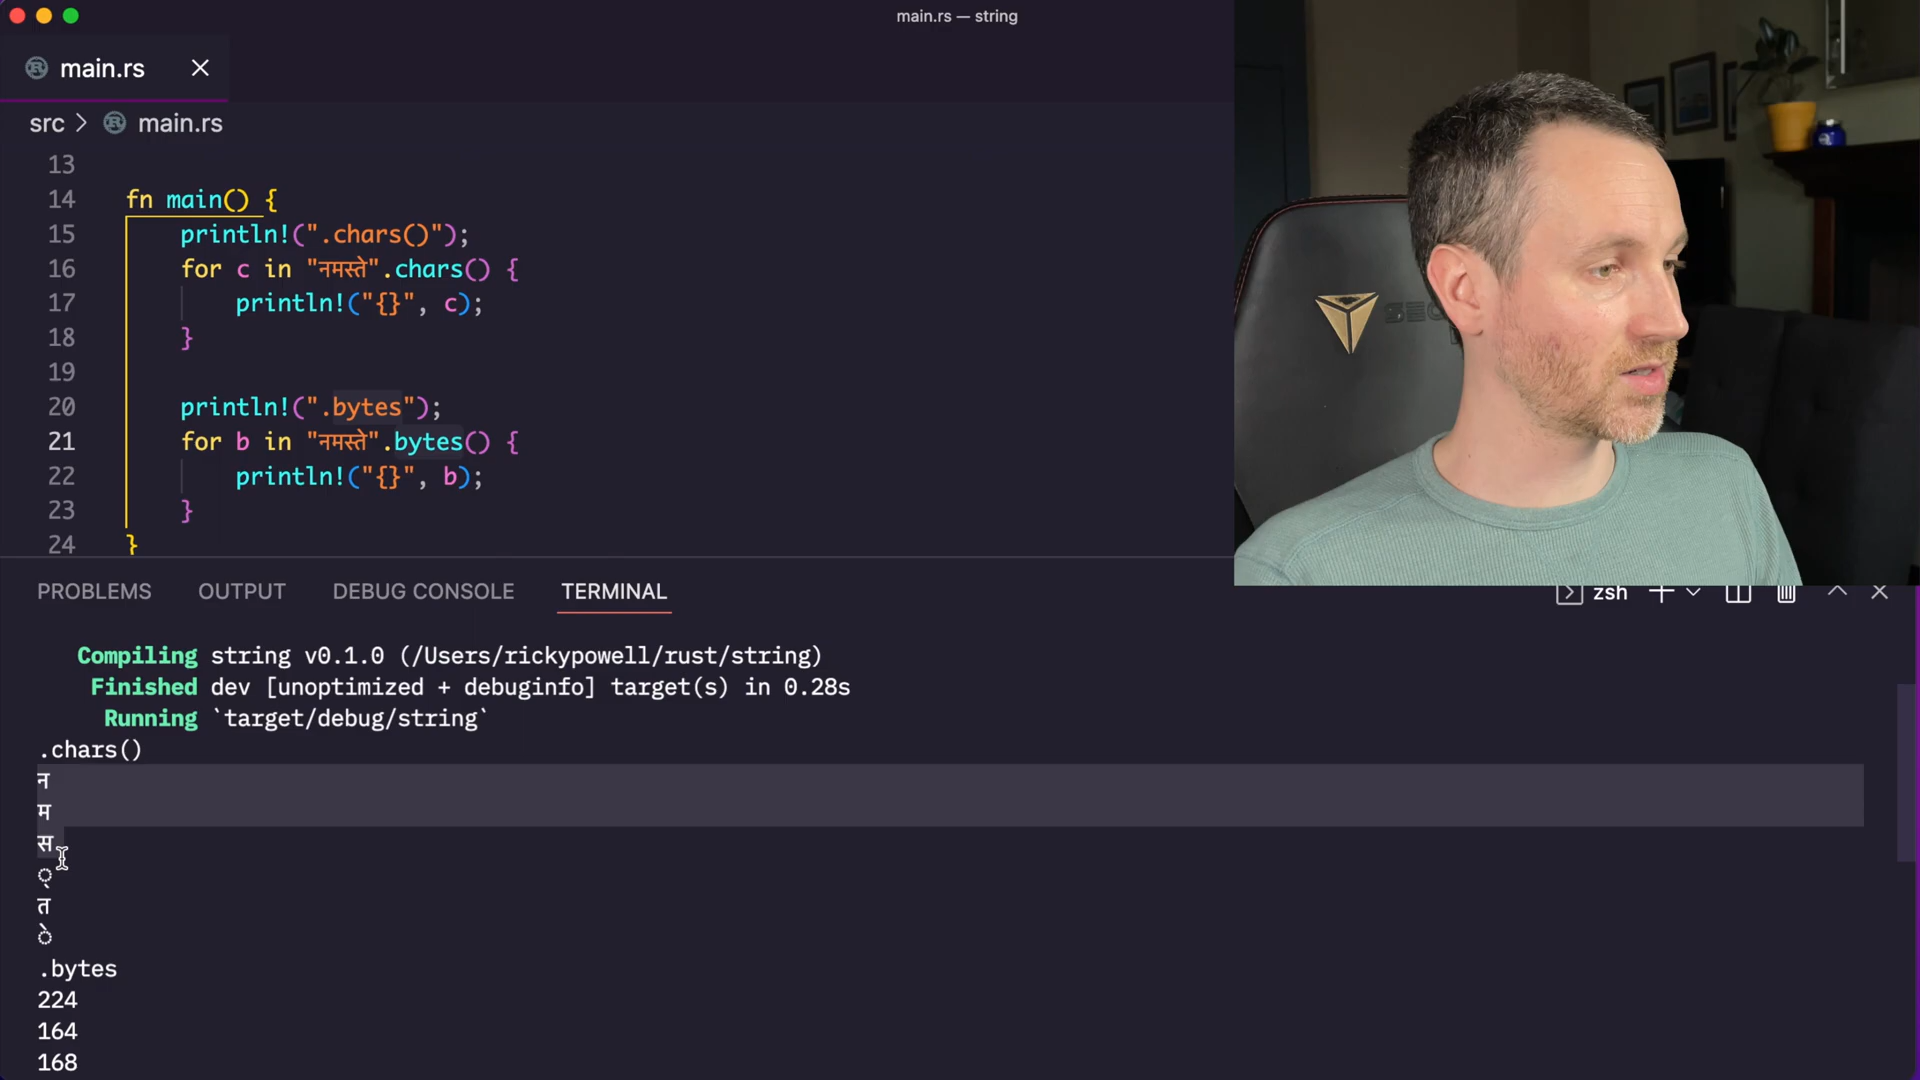 main.rs — string
main.rs
src > main.rs
13
14 fn main() {
15 println!(".chars()");
16 for c in "नमस्ते".chars() {
17 println!("{}", c);
18 }
19
20 println!(".bytes");
21 for b in "नमस्ते".bytes() {
22 println!("{}", b);
23 }
24 }
PROBLEMS OUTPUT DEBUG CONSOLE TERMINAL zsh
Compiling string v0.1.0 (/Users/rickypowell/rust/string)
Finished dev [unoptimized + debuginfo] target(s) in 0.28s
Running `target/debug/string`
.chars()
न
म
स
्
त
े
.bytes
224
164
168